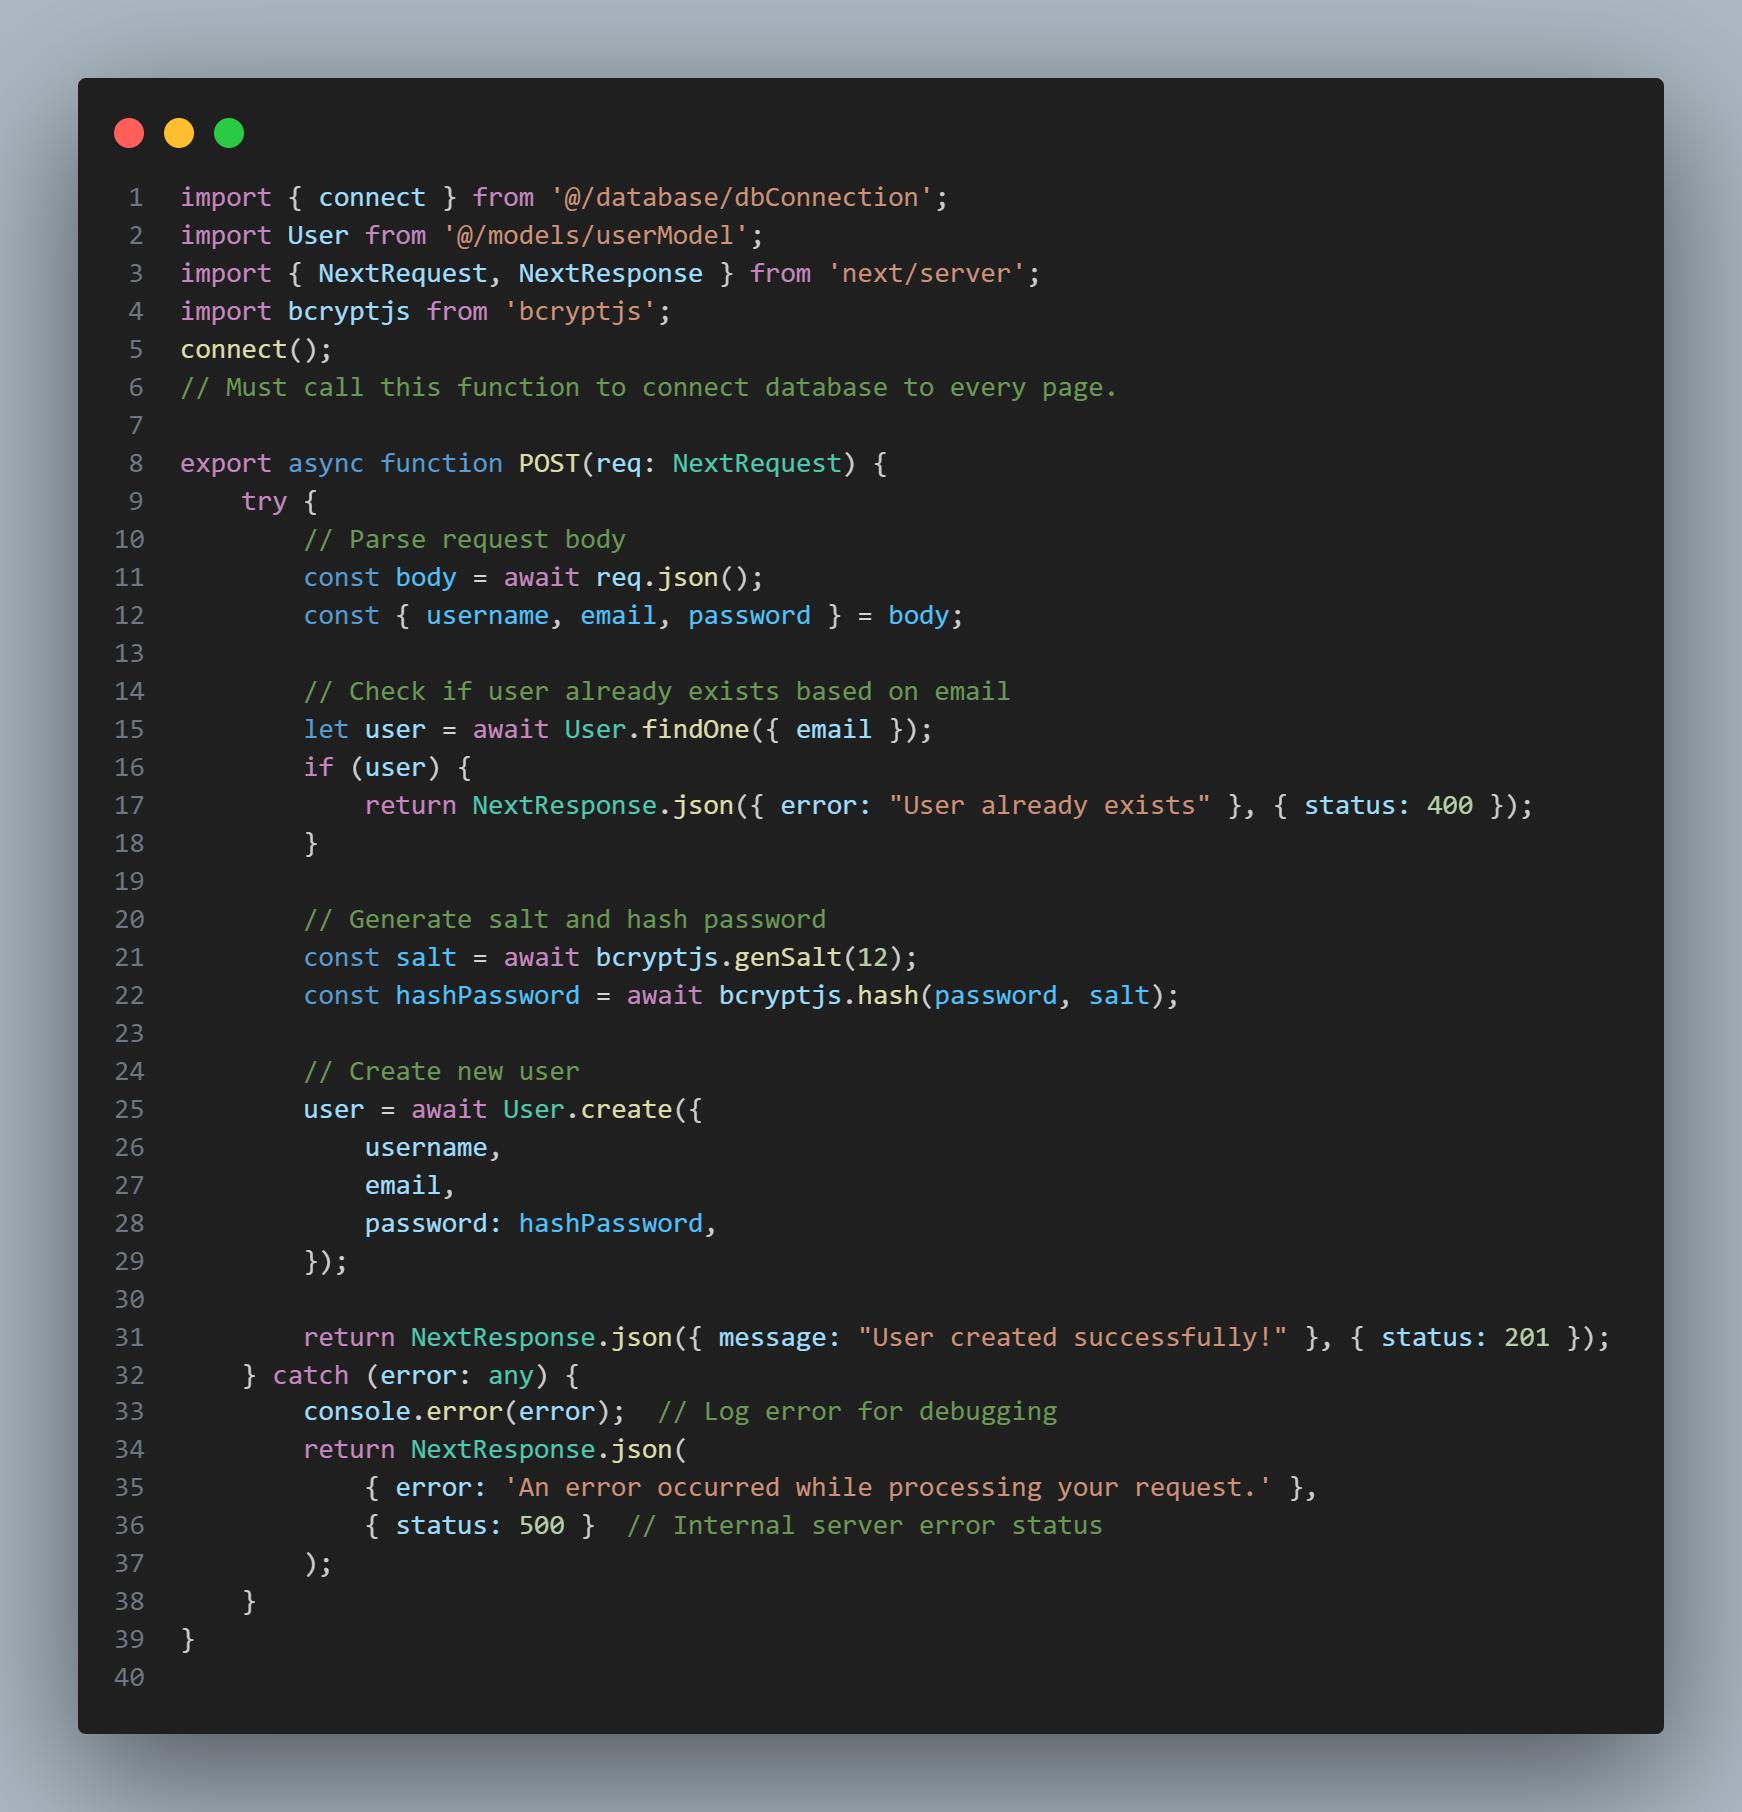 1 import { connect } from '@/database/dbConnection';
2 import User from '@/models/userModel';
3 import { NextRequest, NextResponse } from 'next/server';
4 import bcryptjs from 'bcryptjs';
5 connect();
6 // Must call this function to connect database to every page.
7
8 export async function POST(req: NextRequest) {
9     try {
10         // Parse request body
11         const body = await req.json();
12         const { username, email, password } = body;
13
14         // Check if user already exists based on email
15         let user = await User.findOne({ email });
16         if (user) {
17             return NextResponse.json({ error: "User already exists" }, { status: 400 });
18         }
19
20         // Generate salt and hash password
21         const salt = await bcryptjs.genSalt(12);
22         const hashPassword = await bcryptjs.hash(password, salt);
23
24         // Create new user
25         user = await User.create({
26             username,
27             email,
28             password: hashPassword,
29         });
30
31         return NextResponse.json({ message: "User created successfully!" }, { status: 201 });
32     } catch (error: any) {
33         console.error(error);  // Log error for debugging
34         return NextResponse.json(
35             { error: 'An error occurred while processing your request.' },
36             { status: 500 }  // Internal server error status
37         );
38     }
39 }
40